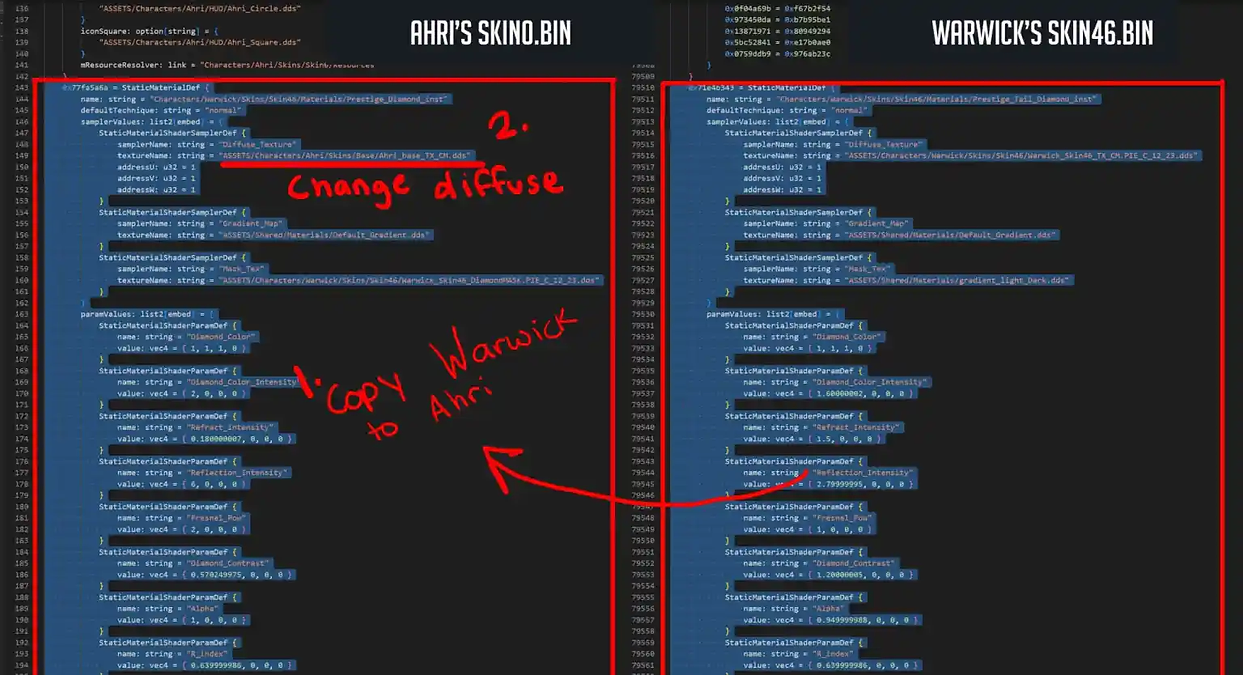 AHRI'S SKIN0.BIN
136 "ASSETS/Characters/Ahri/HUD/Ahri_Circle.dds"
137 }
138 iconSquare: option[string] = {
139 "ASSETS/Characters/Ahri/HUD/Ahri_Square.dds"
140 }
141 mResourceResolver: link = "Characters/Ahri/Skins/Skin0/Resources"
142 }
143 0x77fa5a6a = StaticMaterialDef {
144 name: string = "Characters/Warwick/Skins/Skin46/Materials/Prestige_Diamond_inst"
145 defaultTechnique: string = "normal"
146 samplerValues: list2[embed] = {
147 StaticMaterialShaderSamplerDef {
148 samplerName: string = "Diffuse_Texture"
149 textureName: string = "ASSETS/Characters/Ahri/Skins/Base/Ahri_base_TX_CM.dds"
150 addressU: u32 = 1
151 addressV: u32 = 1
152 addressW: u32 = 1
153 }
154 StaticMaterialShaderSamplerDef {
155 samplerName: string = "Gradient_Map"
156 textureName: string = "ASSETS/Shared/Materials/Default_Gradient.dds"
157 }
158 StaticMaterialShaderSamplerDef {
159 samplerName: string = "Mask_Tex"
160 textureName: string = "ASSETS/Characters/Warwick/Skins/Skin46/Warwick_Skin46_DiamondMASk.PIE_C_12_23.dds"
161 }
162 }
163 paramValues: list2[embed] = {
164 StaticMaterialShaderParamDef {
165 name: string = "Diamond_Color"
166 value: vec4 = { 1, 1, 1, 0 }
167 }
168 StaticMaterialShaderParamDef {
169 name: string = "Diamond_Color_Intensity"
170 value: vec4 = { 2, 0, 0, 0 }
171 }
172 StaticMaterialShaderParamDef {
173 name: string = "Refract_Intensity"
174 value: vec4 = { 0.180000007, 0, 0, 0 }
175 }
176 StaticMaterialShaderParamDef {
177 name: string = "Reflection_Intensity"
178 value: vec4 = { 6, 0, 0, 0 }
179 }
180 StaticMaterialShaderParamDef {
181 name: string = "Fresnel_Pow"
182 value: vec4 = { 2, 0, 0, 0 }
183 }
184 StaticMaterialShaderParamDef {
185 name: string = "Diamond_Contrast"
186 value: vec4 = { 0.570249975, 0, 0, 0 }
187 }
188 StaticMaterialShaderParamDef {
189 name: string = "Alpha"
190 value: vec4 = { 1, 0, 0, 0 }
191 }
192 StaticMaterialShaderParamDef {
193 name: string = "R_index"
194 value: vec4 = { 0.639999986, 0, 0, 0 }
2.
Change diffuse
1. Copy Warwick
to Ahri
WARWICK'S SKIN46.BIN
0x0f04a69b = 0xf67b2f54
0x973450da = 0xb7b95be1
0x13871971 = 0x80949294
0x5bc52841 = 0xe17b0ae0
0x0759ddb9 = 0x976ab23c
}
79509 }
79510 0x71e4b343 = StaticMaterialDef {
79511 name: string = "Characters/Warwick/Skins/Skin46/Materials/Prestige_Tail_Diamond_inst"
79512 defaultTechnique: string = "normal"
79513 samplerValues: list2[embed] = {
79514 StaticMaterialShaderSamplerDef {
79515 samplerName: string = "Diffuse_Texture"
79516 textureName: string = "ASSETS/Characters/Warwick/Skins/Skin46/Warwick_Skin46_TX_CM.PIE_C_12_23.dds"
79517 addressU: u32 = 1
79518 addressV: u32 = 1
79519 addressW: u32 = 1
79520 }
79521 StaticMaterialShaderSamplerDef {
79522 samplerName: string = "Gradient_Map"
79523 textureName: string = "ASSETS/Shared/Materials/Default_Gradient.dds"
79524 }
79525 StaticMaterialShaderSamplerDef {
79526 samplerName: string = "Mask_Tex"
79527 textureName: string = "ASSETS/Shared/Materials/gradient_light_Dark.dds"
79528 }
79529 }
79530 paramValues: list2[embed] = {
79531 StaticMaterialShaderParamDef {
79532 name: string = "Diamond_Color"
79533 value: vec4 = { 1, 1, 1, 0 }
79534 }
79535 StaticMaterialShaderParamDef {
79536 name: string = "Diamond_Color_Intensity"
79537 value: vec4 = { 1.60000002, 0, 0, 0 }
79538 }
79539 StaticMaterialShaderParamDef {
79540 name: string = "Refract_Intensity"
79541 value: vec4 = { 1.5, 0, 0, 0 }
79542 }
79543 StaticMaterialShaderParamDef {
79544 name: string = "Reflection_Intensity"
79545 value: vec4 = { 2.79999995, 0, 0, 0 }
79546 }
79547 StaticMaterialShaderParamDef {
79548 name: string = "Fresnel_Pow"
79549 value: vec4 = { 1, 0, 0, 0 }
79550 }
79551 StaticMaterialShaderParamDef {
79552 name: string = "Diamond_Contrast"
79553 value: vec4 = { 1.20000005, 0, 0, 0 }
79554 }
79555 StaticMaterialShaderParamDef {
79556 name: string = "Alpha"
79557 value: vec4 = { 0.949999988, 0, 0, 0 }
79558 }
79559 StaticMaterialShaderParamDef {
79560 name: string = "R_index"
79561 value: vec4 = { 0.639999986, 0, 0, 0 }